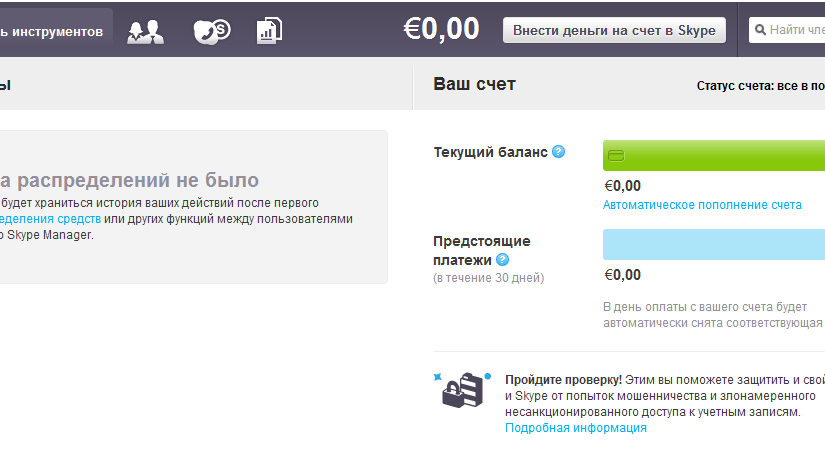 ь инструментов
€0,00
Внести деньги на счет в Skype
Найти чле
ы
Ваш счет
Статус счета: все в по
а распределений не было
будет храниться история ваших действий после первого
еделения средств или других функций между пользователями
о Skype Manager.
Текущий баланс ?
€0,00
Автоматическое пополнение счета
Предстоящие
платежи ?
(в течение 30 дней)
€0,00
В день оплаты с вашего счета будет
автоматически снята соответствующая
Пройдите проверку! Этим вы поможете защитить и свой
и Skype от попыток мошенничества и злонамеренного
несанкционированного доступа к учетным записям.
Подробная информация